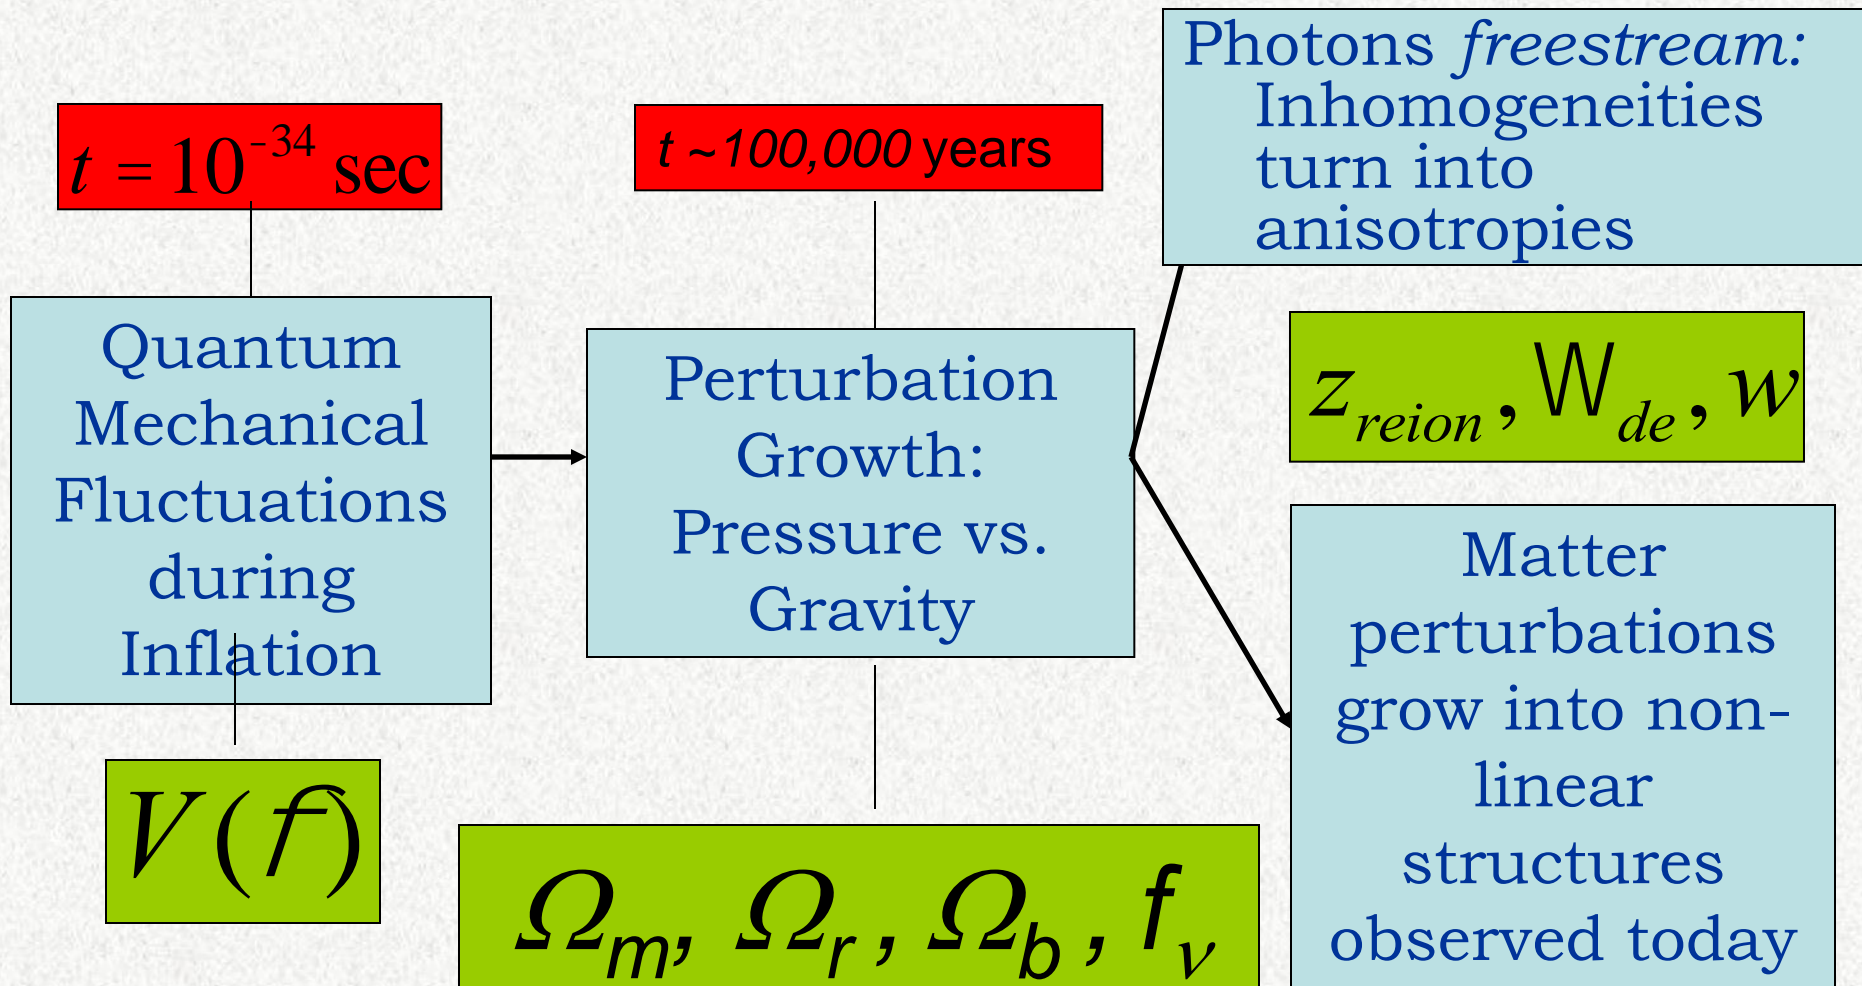 t = 10⁻³⁴ sec
t ~100,000 years
Photons freestream:
Inhomogeneities
turn into
anisotropies
Quantum
Mechanical
Fluctuations
during
Inflation
Perturbation
Growth:
Pressure vs.
Gravity
z_reion, W_de, w
Matter
perturbations
grow into non-
linear
structures
observed today
V(f)
Ω_m, Ω_r, Ω_b, f_ν